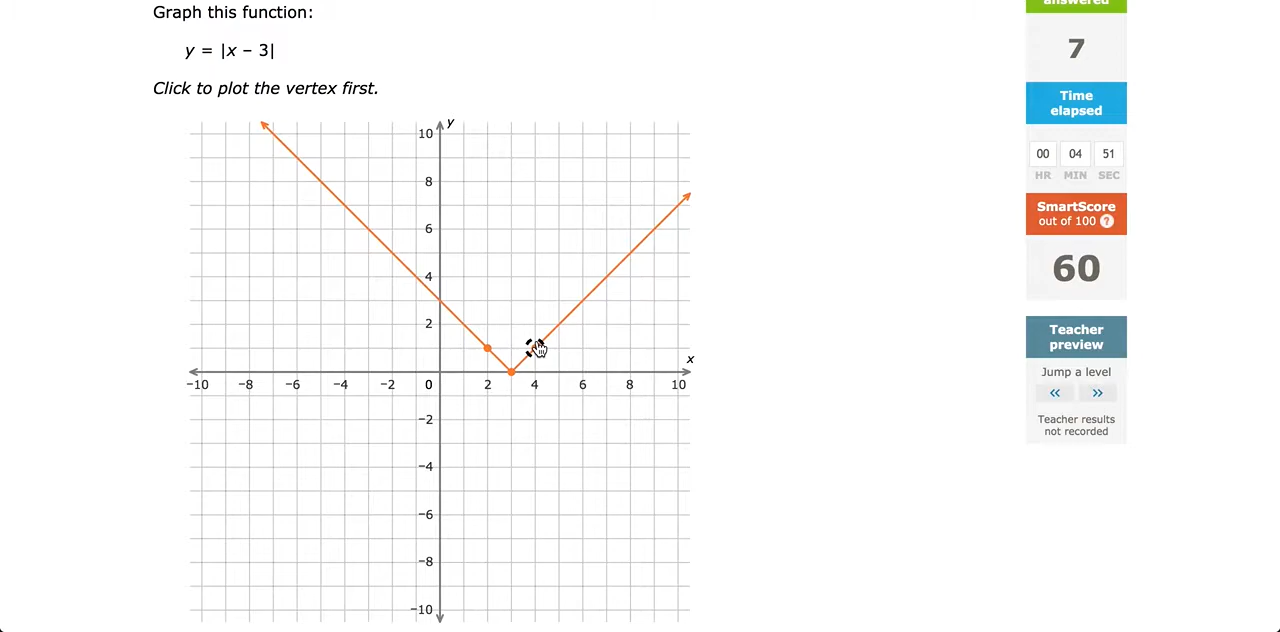 Graph this function:
y = |x – 3|
Click to plot the vertex first.
y
10
8
6
4
2
x
−10 −8 −6 −4 −2 0 2 4 6 8 10
−2
−4
−6
−8
−10
answered
7
Time
elapsed
00 04 51
HR MIN SEC
SmartScore
out of 100 ?
60
Teacher
preview
Jump a level
« »
Teacher results
not recorded